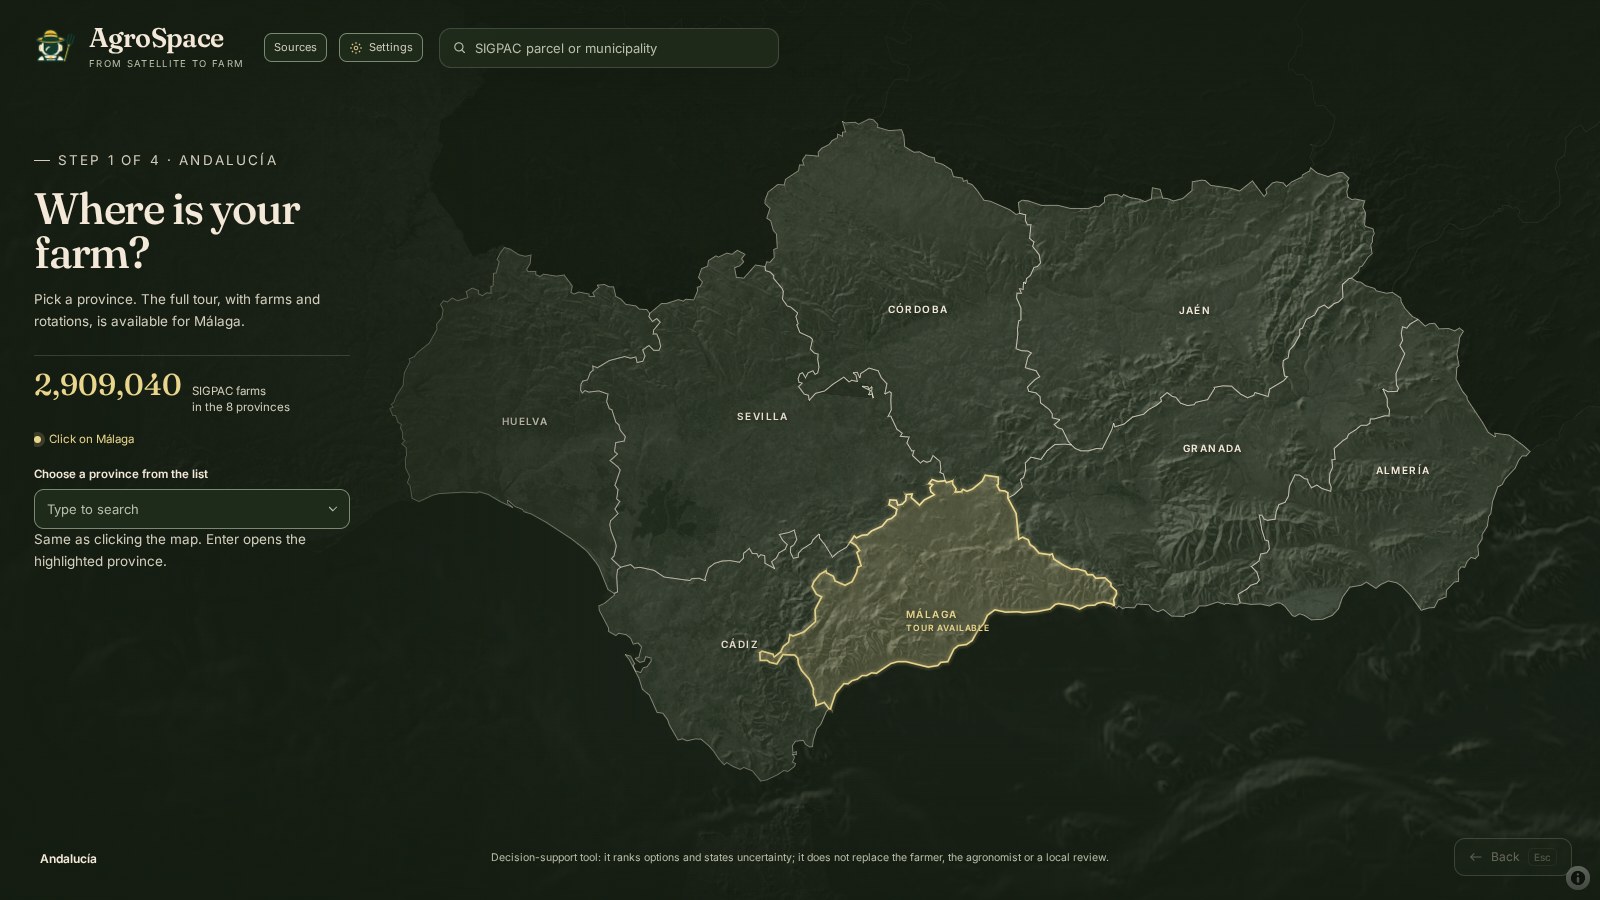 AgroSpace
FROM SATELLITE TO FARM
Sources
Settings
SIGPAC parcel or municipality
— STEP 1 OF 4 · ANDALUCÍA
Where is your
farm?
Pick a province. The full tour, with farms and
rotations, is available for Málaga.
2,909,040
SIGPAC farms
in the 8 provinces
Click on Málaga
Choose a province from the list
Type to search
Same as clicking the map. Enter opens the
highlighted province.
CÓRDOBA
JAÉN
HUELVA
SEVILLA
GRANADA
ALMERÍA
MÁLAGA
TOUR AVAILABLE
CÁDIZ
Andalucía
Decision-support tool: it ranks options and states uncertainty; it does not replace the farmer, the agronomist or a local review.
← Back Esc